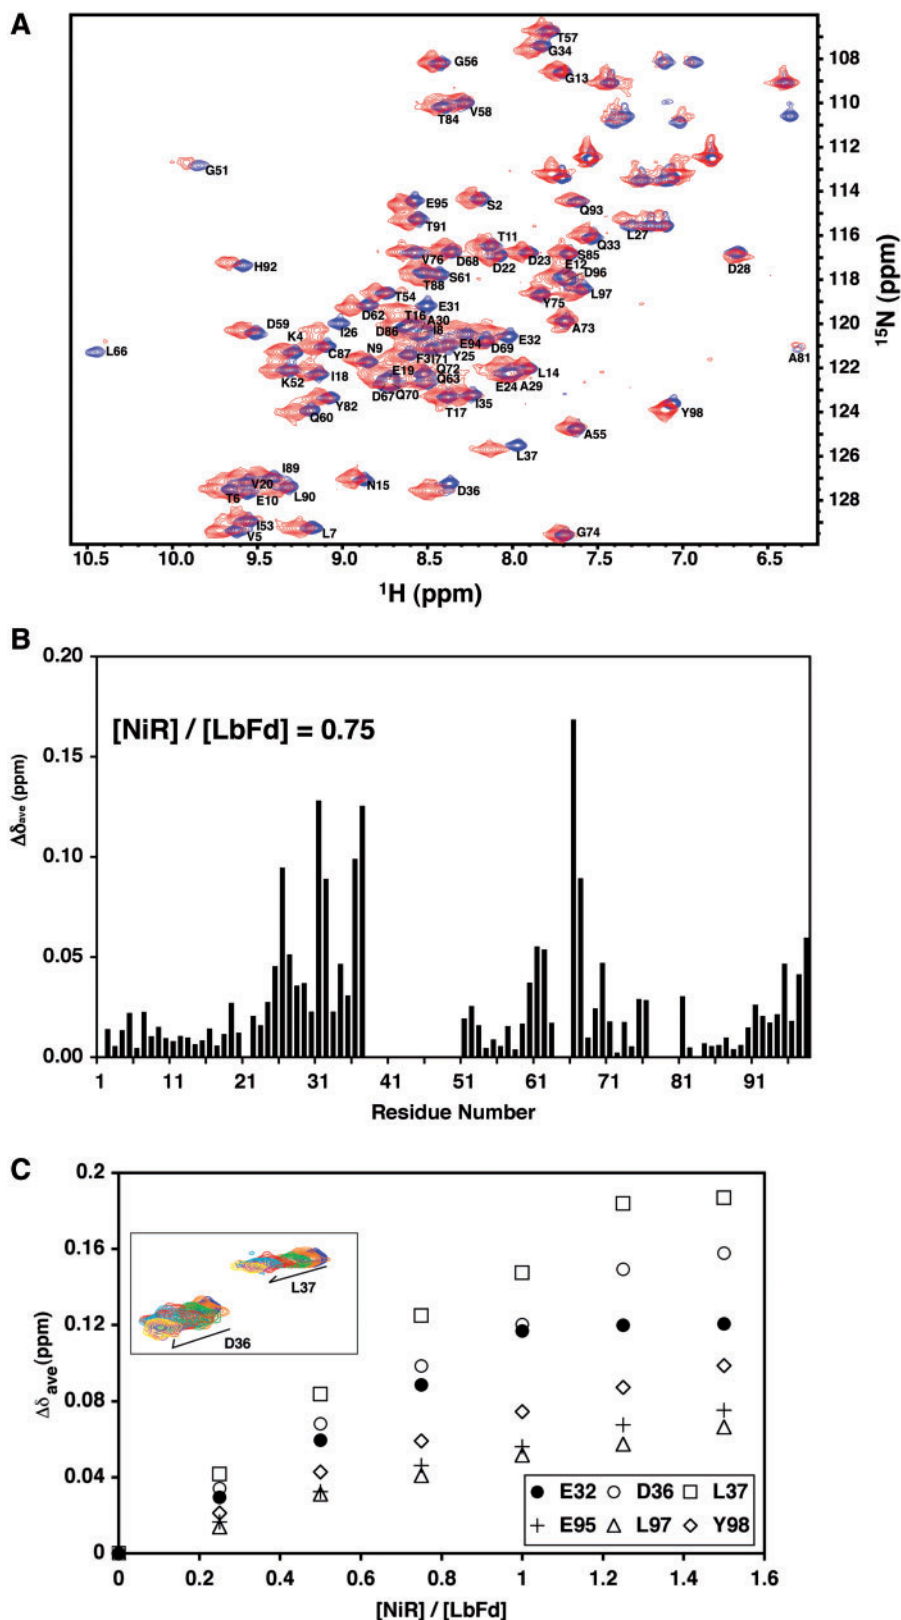 A
T57
G34
G56
G13
V58
T84
G51
E95
S2
Q93
T91
T11
L27
Q33
V76
D68
D23
S85
D28
H92
D22
E12
D96
S61
T88
L97
T54
Y75
E31
D62
T16
A30
A73
D59
I26
D86
I8
E32
K4
E94
D69
L66
C87
N9
F3
I71
Y25
A81
K52
I18
E19
Q72
L14
Q63
E24
A29
D67
Q70
Y82
T17
I35
Y98
Q60
A55
L37
I89
V20
N15
D36
T6
E10
L90
I53
V5
L7
G74
108
110
112
114
116
118
120
122
124
126
128
15N (ppm)
10.5
10.0
9.5
9.0
8.5
8.0
7.5
7.0
6.5
1H (ppm)
B
0.20
0.15
0.10
0.05
0.00
Δδave (ppm)
[NiR] / [LbFd] = 0.75
1
11
21
31
41
51
61
71
81
91
Residue Number
C
0.2
0.16
0.12
0.08
0.04
0
Δδave(ppm)
L37
D36
E32 D36 L37
E95 L97 Y98
0
0.2
0.4
0.6
0.8
1
1.2
1.4
1.6
[NiR] / [LbFd]